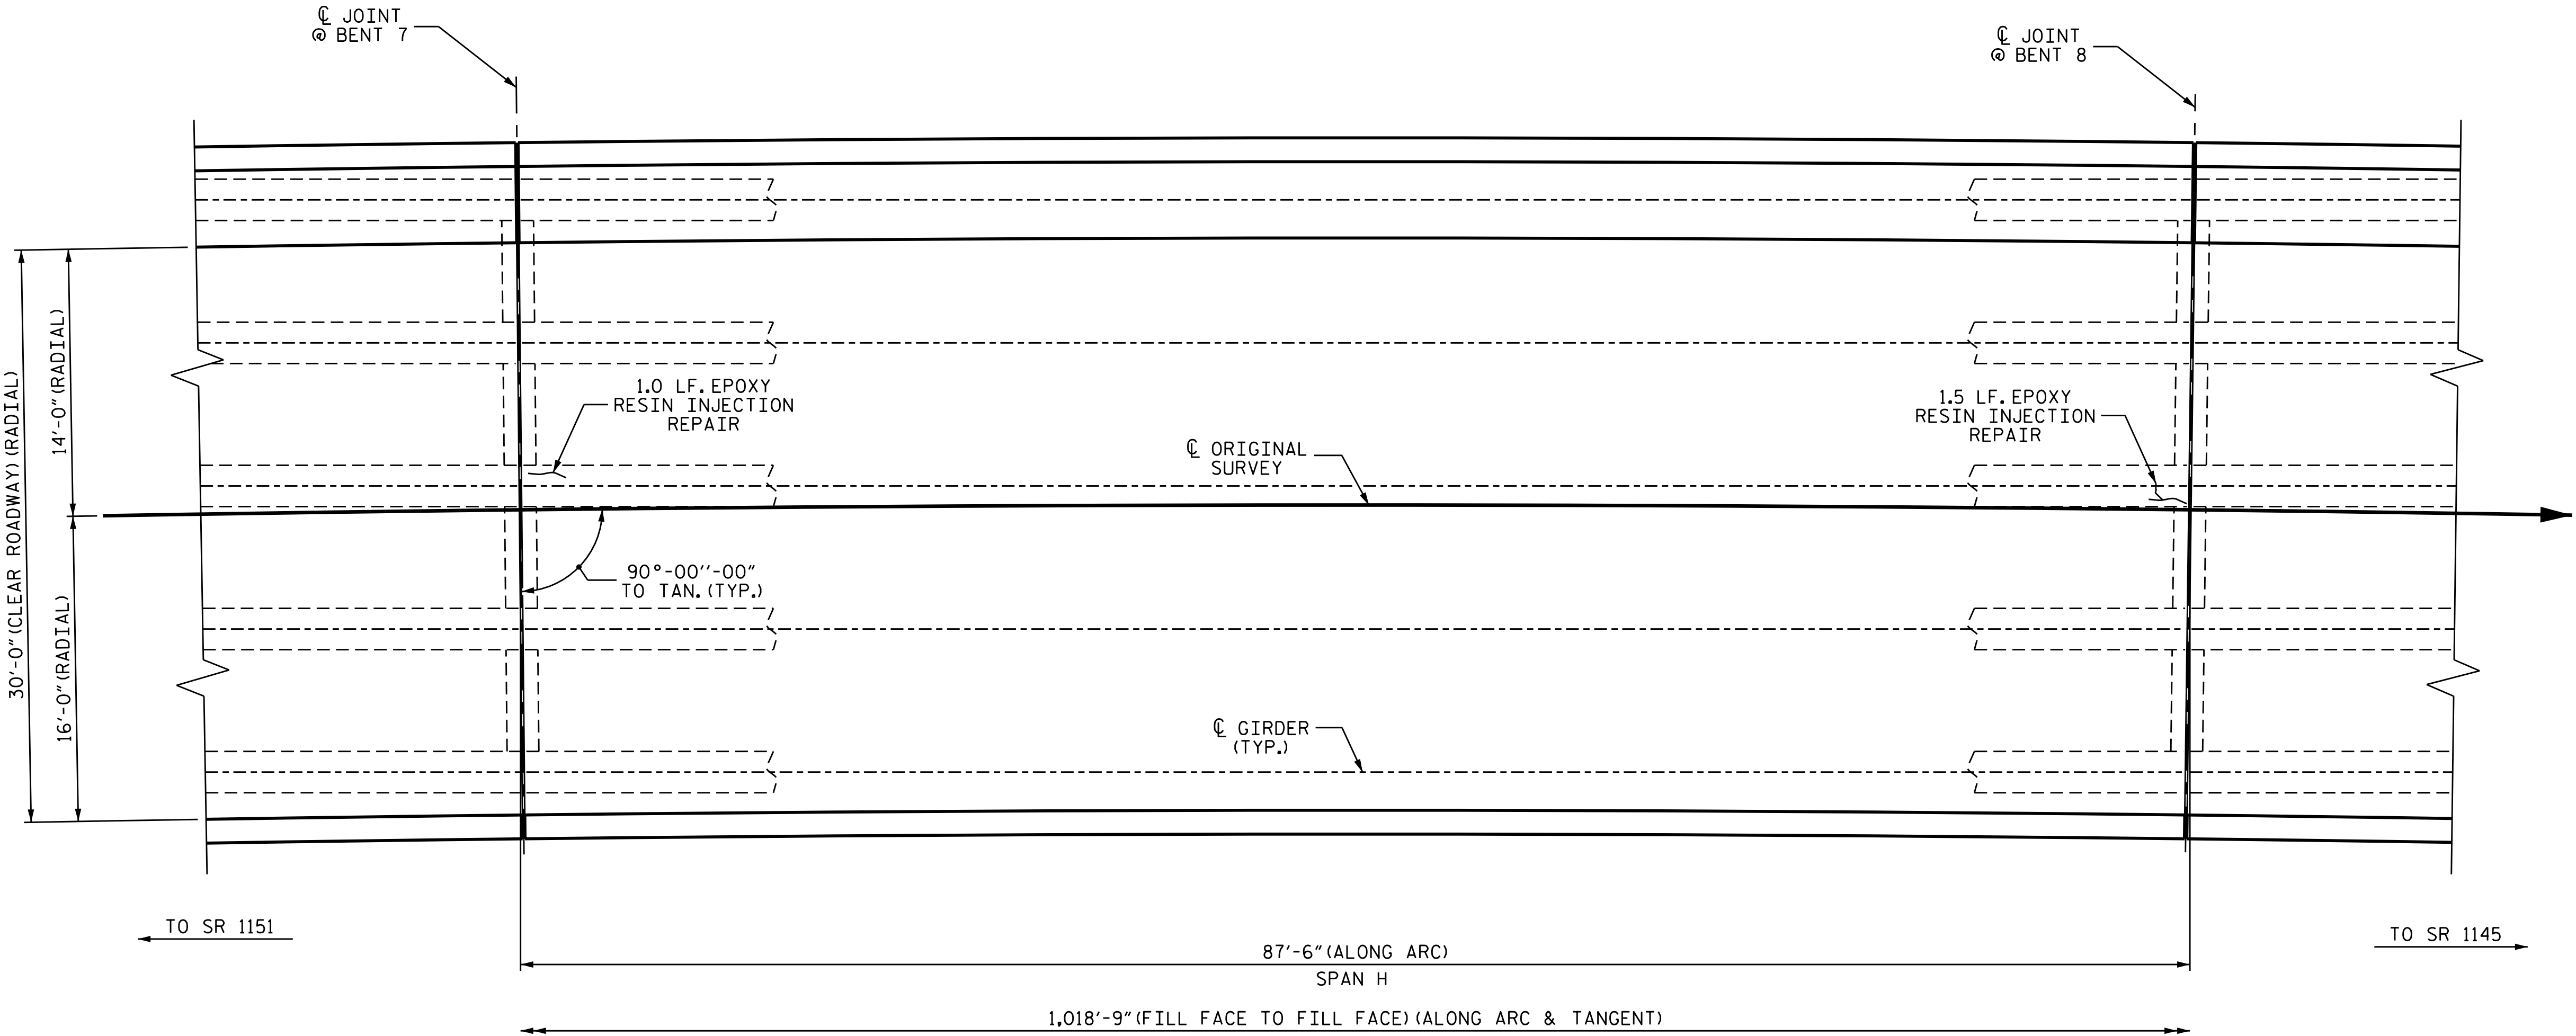 ℄ JOINT
@ BENT 7
℄ JOINT
@ BENT 8
30'-0" (CLEAR ROADWAY) (RADIAL)
14'-0" (RADIAL)
16'-0" (RADIAL)
1.0 LF. EPOXY
RESIN INJECTION
REPAIR
1.5 LF. EPOXY
RESIN INJECTION
REPAIR
℄ ORIGINAL
SURVEY
90°-00''-00"
TO TAN. (TYP.)
℄ GIRDER
(TYP.)
TO SR 1151
TO SR 1145
87'-6" (ALONG ARC)
SPAN H
1,018'-9" (FILL FACE TO FILL FACE) (ALONG ARC & TANGENT)